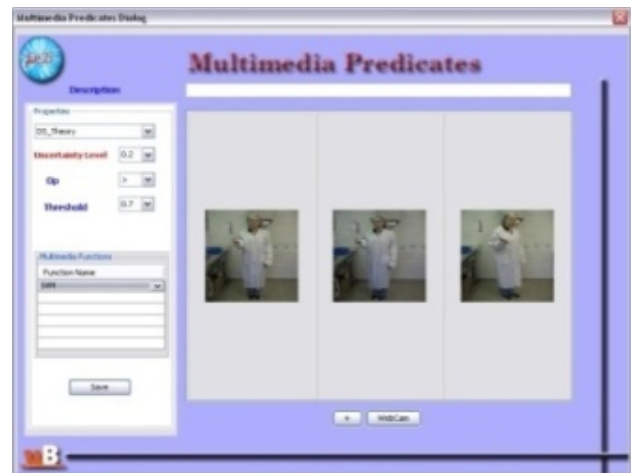 Multimedia Predicates Dialog
Multimedia Predicates
Description
Properties
DS_Theory
Uncertainty Level 0.2
Op >
Threshold 0.7
Multimedia Functions
Function Name
Save
+ WebCam